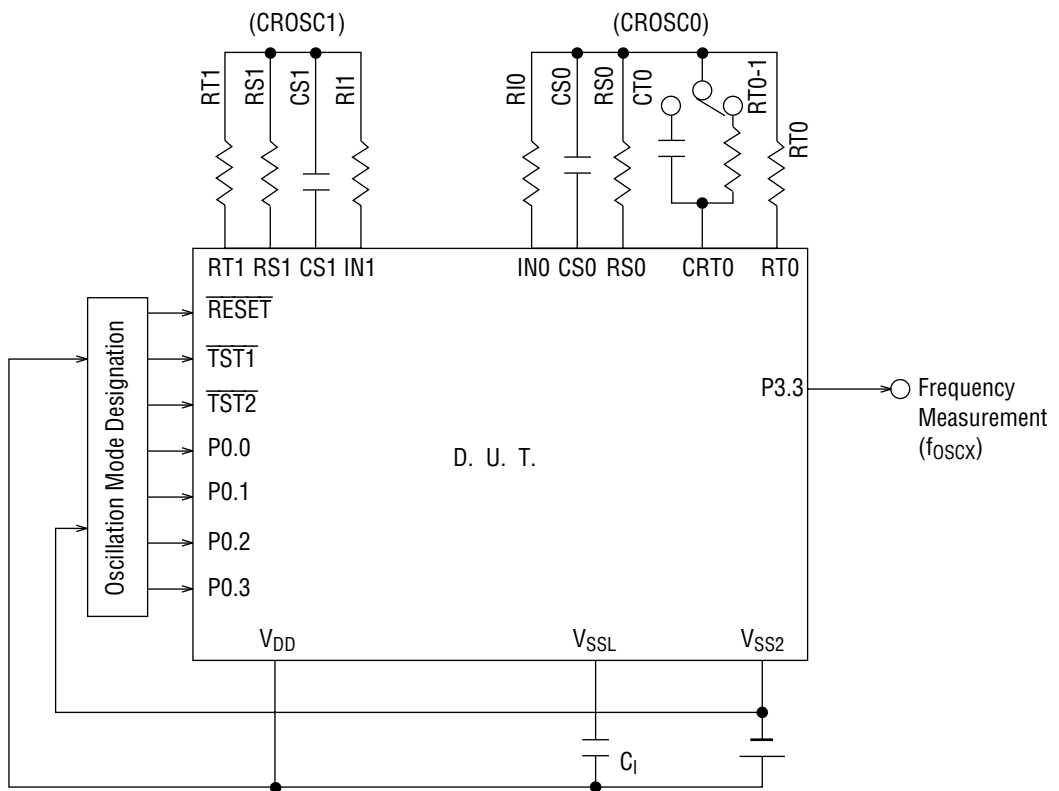 (CROSC1)
(CROSC0)
RT1
RS1
CS1
RI1
RI0
CS0
RS0
CT0
RT0-1
RT0
RT1 RS1 CS1 IN1
IN0 CS0 RS0 CRT0 RT0
Oscillation Mode Designation
RESET
TST1
TST2
P0.0
P0.1
P0.2
P0.3
D. U. T.
P3.3
Frequency
Measurement
(fOSCX)
VDD
VSSL
VSS2
Cl